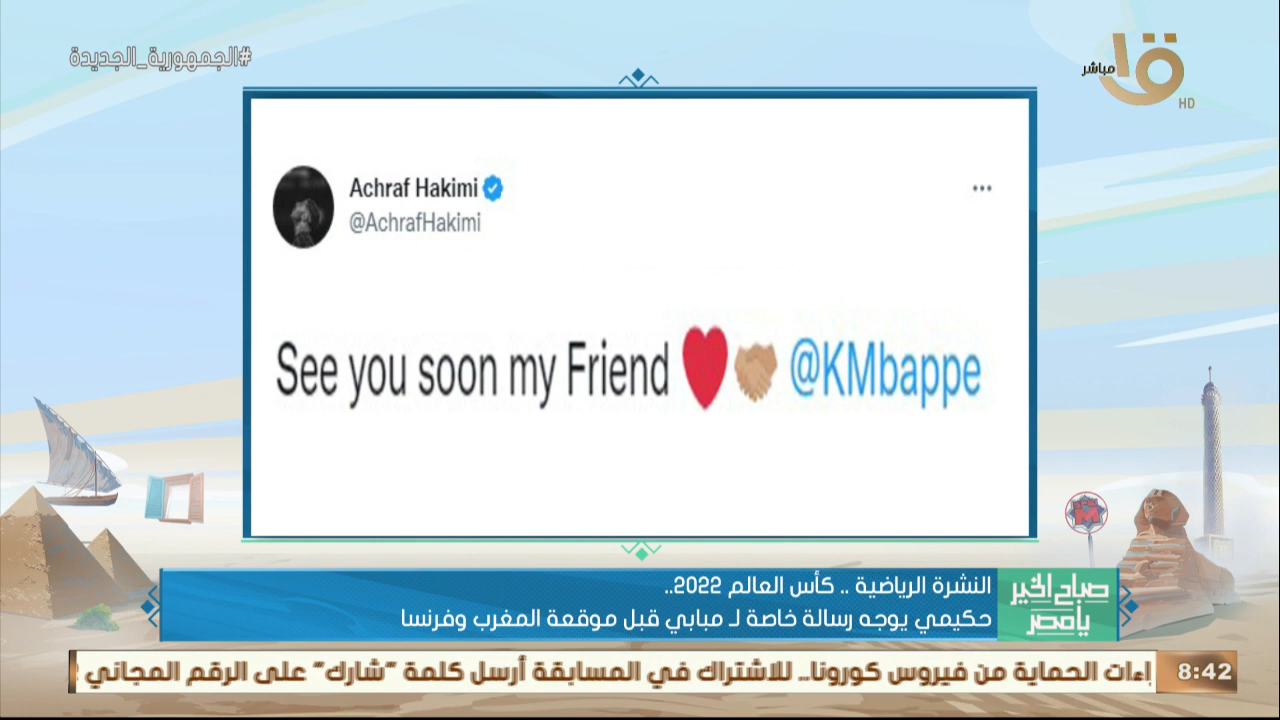 #الجمهورية_الجديدة
مباشر
HD
Achraf Hakimi
@AchrafHakimi
See you soon my Friend ❤️🤝🏼 @KMbappe
النشرة الرياضية .. كأس العالم 2022..
حكيمي يوجه رسالة خاصة لـ مبابي قبل موقعة المغرب وفرنسا
صباح الخير
يا مصر
8:42
إءات الحماية من فيروس كورونا.. للاشتراك في المسابقة أرسل كلمة "شارك" على الرقم المجاني